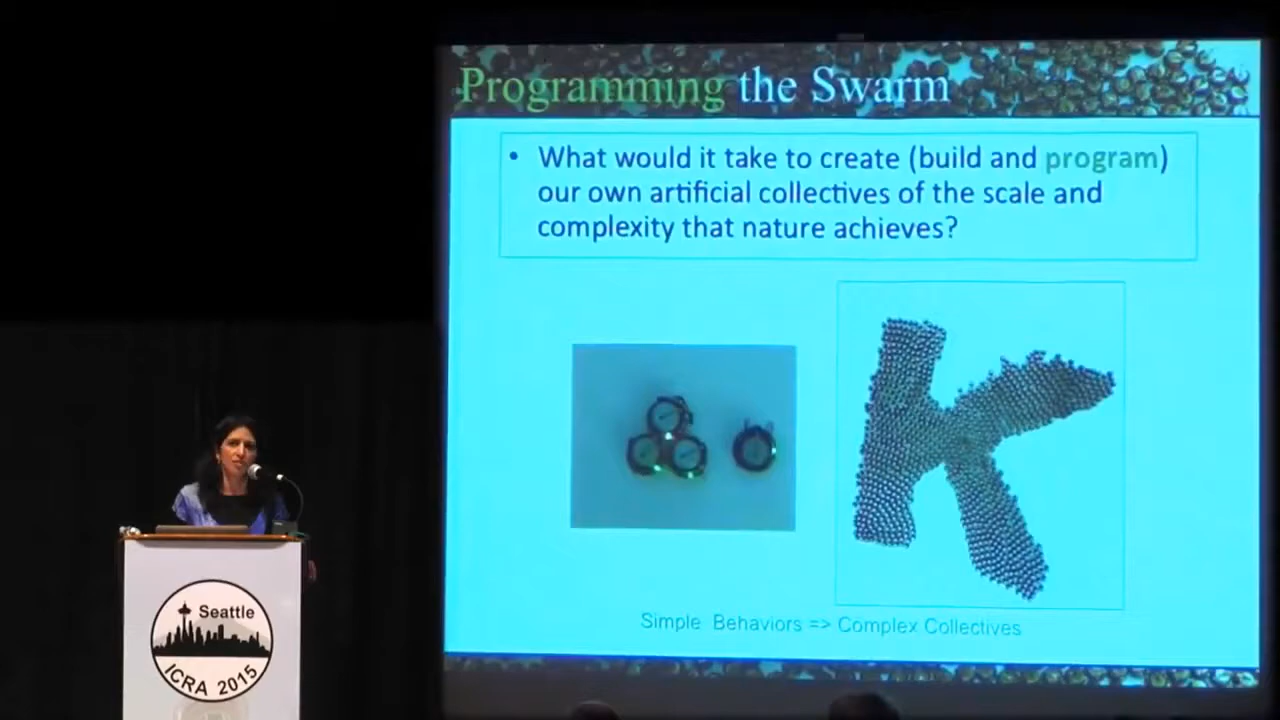 Programming the Swarm
• What would it take to create (build and program)
our own artificial collectives of the scale and
complexity that nature achieves?
Simple Behaviors => Complex Collectives
Seattle
ICRA 2015